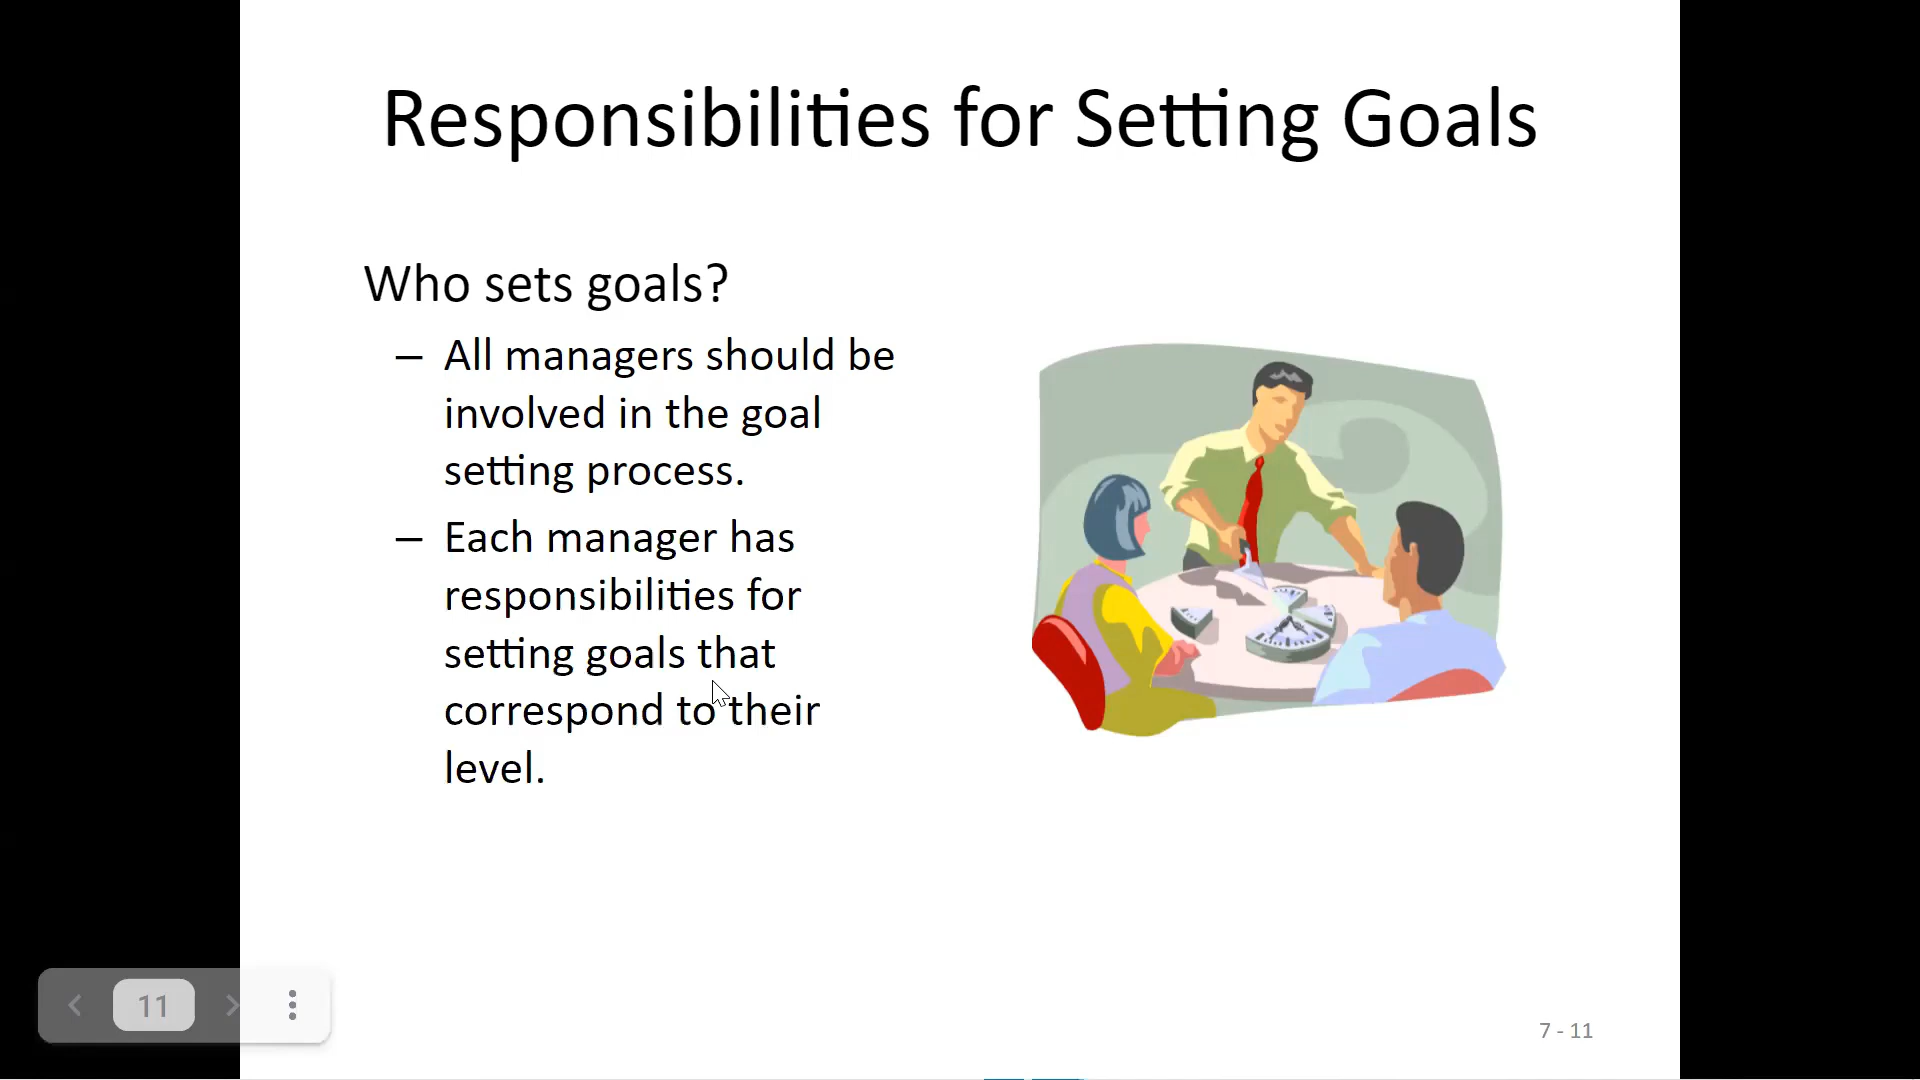 Responsibilities for Setting Goals
Who sets goals?
– All managers should be
involved in the goal
setting process.
– Each manager has
responsibilities for
setting goals that
correspond to their
level.
11
7 - 11